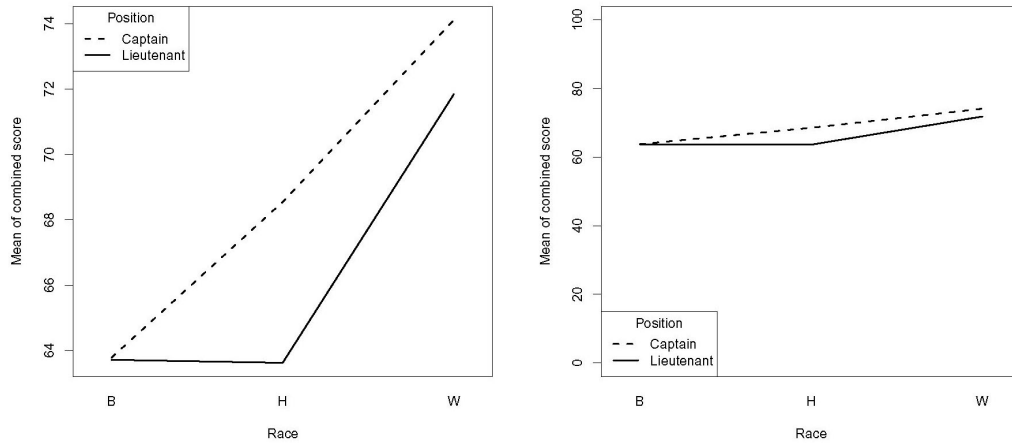 Position
Captain
Lieutenant
Mean of combined score
74
72
70
68
66
64
B H W
Race
Mean of combined score
100
80
60
40
20
0
Position
Captain
Lieutenant
B H W
Race